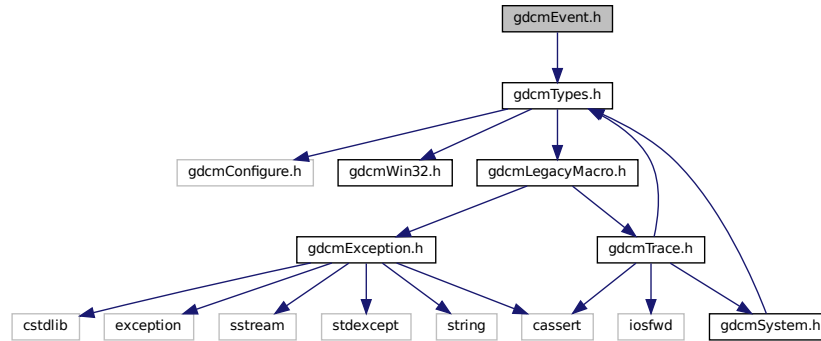 gdcmEvent.h
gdcmTypes.h
gdcmConfigure.h
gdcmWin32.h
gdcmLegacyMacro.h
gdcmException.h
gdcmTrace.h
cstdlib
exception
sstream
stdexcept
string
cassert
iosfwd
gdcmSystem.h